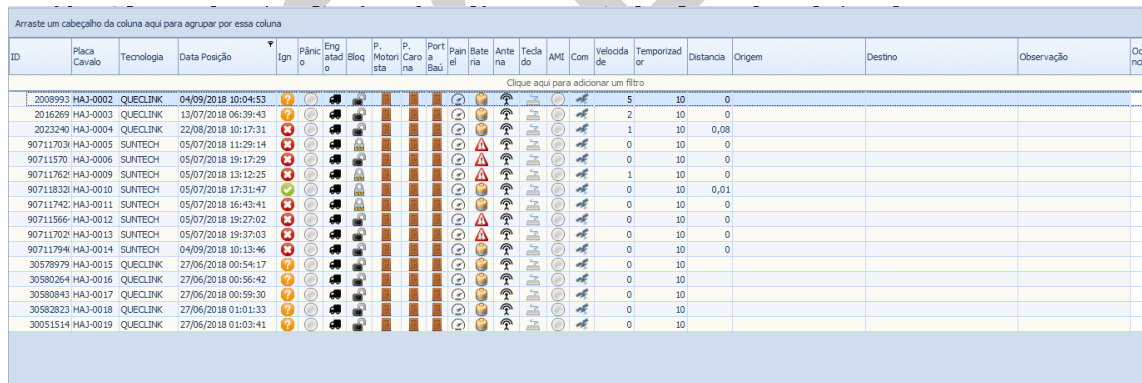 Arraste um cabeçalho da coluna aqui para agrupar por essa coluna
ID Placa Cavalo Tecnologia Data Posição Ign Pânico Engatado Bloq P. Motorista P. Carona Porta Baú Painel Bateria Antena Teclado AMI Com Velocidade Temporizador Distancia Origem Destino Observação
Clique aqui para adicionar um filtro
2008993 HAJ-0002 QUECLINK 04/09/2018 10:04:53 5 10 0
2016269 HAJ-0003 QUECLINK 13/07/2018 06:39:43 2 10 0
2023240 HAJ-0004 QUECLINK 22/08/2018 10:17:31 1 10 0,08
90711703 HAJ-0005 SUNTECH 05/07/2018 11:29:14 0 10 0
90711570 HAJ-0006 SUNTECH 05/07/2018 19:17:29 0 10 0
90711762 HAJ-0009 SUNTECH 05/07/2018 13:12:25 1 10 0
90711832 HAJ-0010 SUNTECH 05/07/2018 17:31:47 0 10 0,01
90711742 HAJ-0011 SUNTECH 05/07/2018 16:43:41 0 10 0
90711566 HAJ-0012 SUNTECH 05/07/2018 19:27:02 0 10 0
90711702 HAJ-0013 SUNTECH 05/07/2018 19:37:03 0 10 0
90711794 HAJ-0014 SUNTECH 04/09/2018 10:13:46 0 10 0
30578979 HAJ-0015 QUECLINK 27/06/2018 00:54:17 0 10
30580264 HAJ-0016 QUECLINK 27/06/2018 00:56:42 0 10
30580843 HAJ-0017 QUECLINK 27/06/2018 00:59:30 0 10
30582823 HAJ-0018 QUECLINK 27/06/2018 01:01:33 0 10
30051514 HAJ-0019 QUECLINK 27/06/2018 01:03:41 0 10